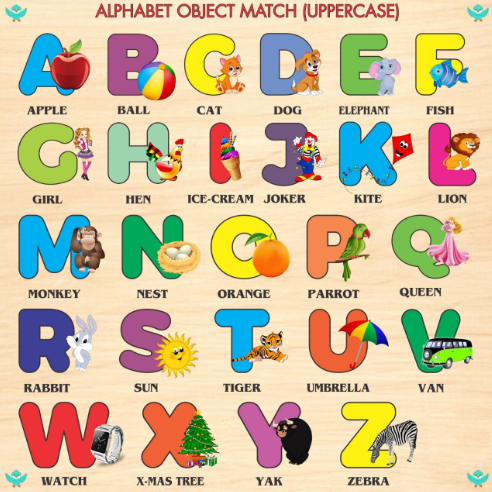 ALPHABET OBJECT MATCH (UPPERCASE)
A B C D E F
APPLE BALL CAT DOG ELEPHANT FISH
G H I J K L
GIRL HEN ICE-CREAM JOKER KITE LION
M N O P Q
MONKEY NEST ORANGE PARROT QUEEN
R S T U V
RABBIT SUN TIGER UMBRELLA VAN
W X Y Z
WATCH X-MAS TREE YAK ZEBRA